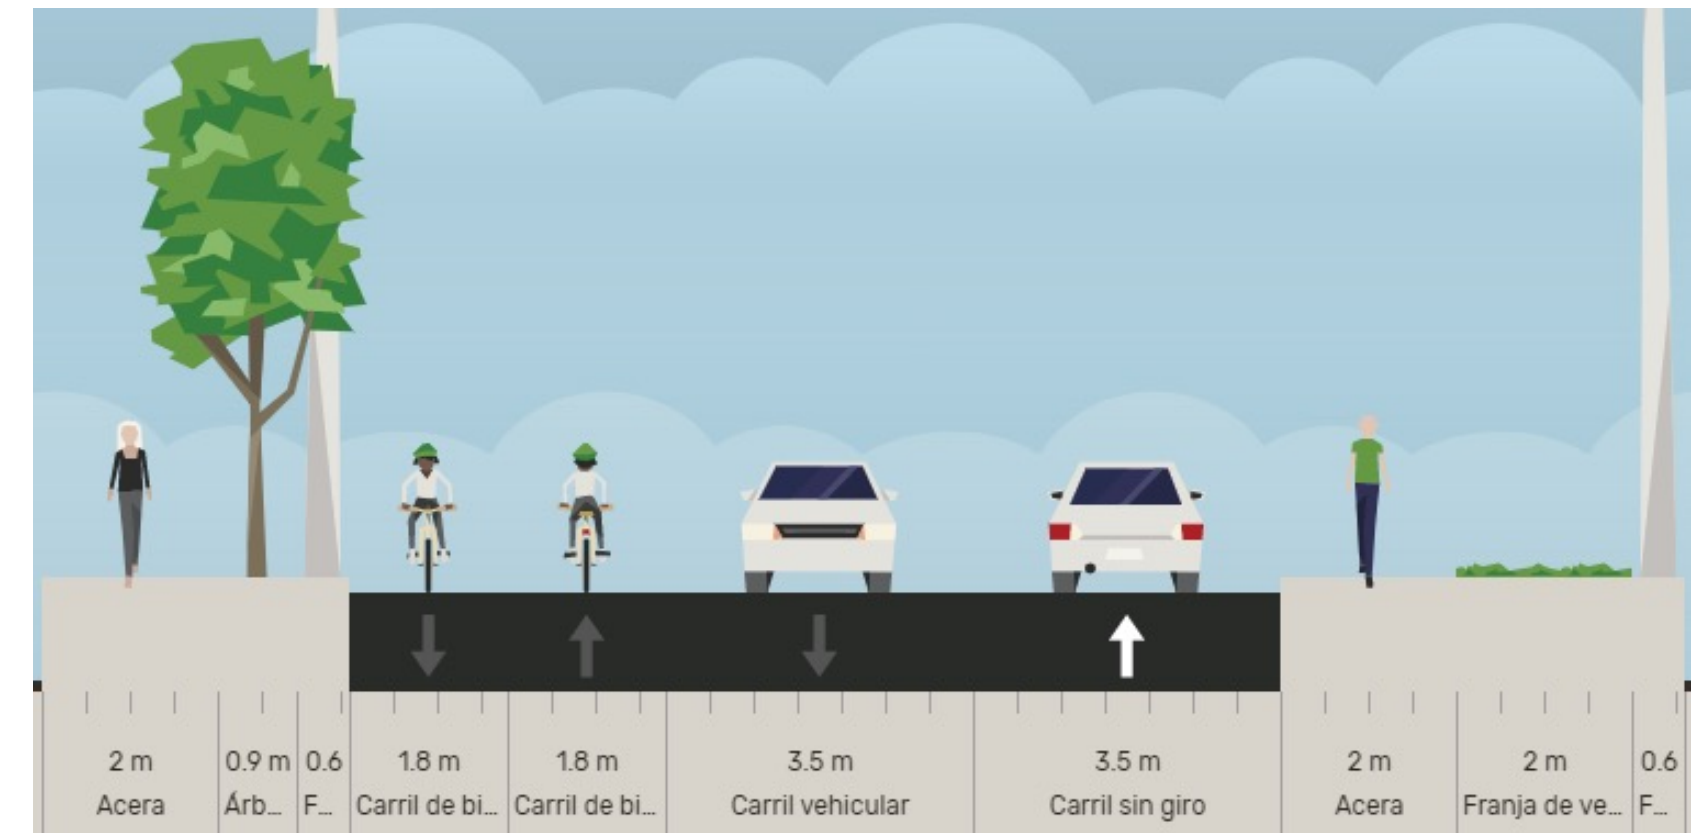 2 m
Acera
0.9 m
Árb...
0.6
F...
1.8 m
Carril de bi...
1.8 m
Carril de bi...
3.5 m
Carril vehicular
3.5 m
Carril sin giro
2 m
Acera
2 m
Franja de ve...
0.6
F...